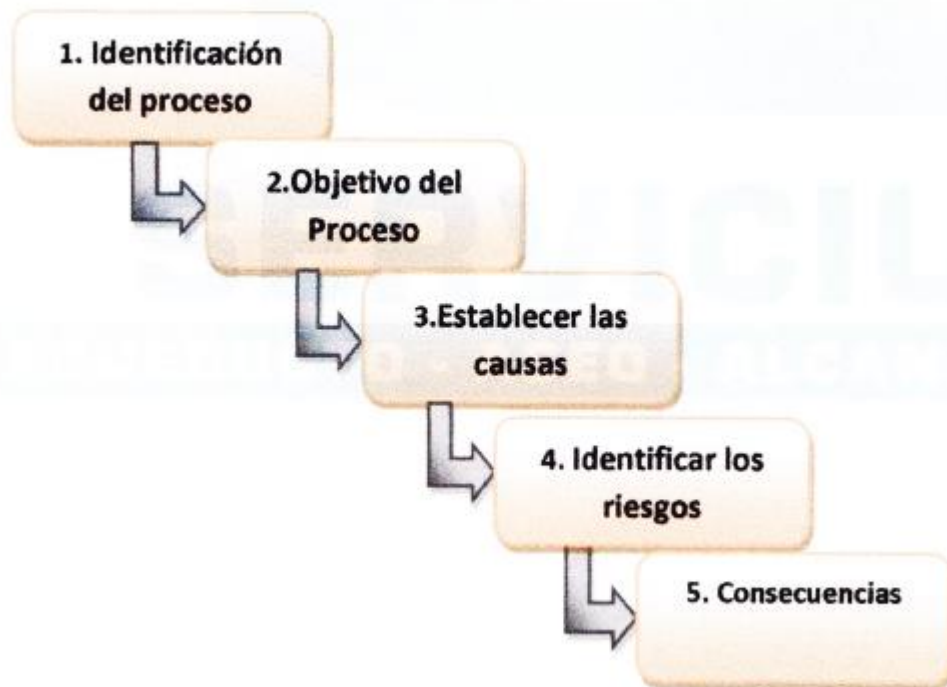 1. Identificación
del proceso
2.Objetivo del
Proceso
3.Establecer las
causas
4. Identificar los
riesgos
5. Consecuencias